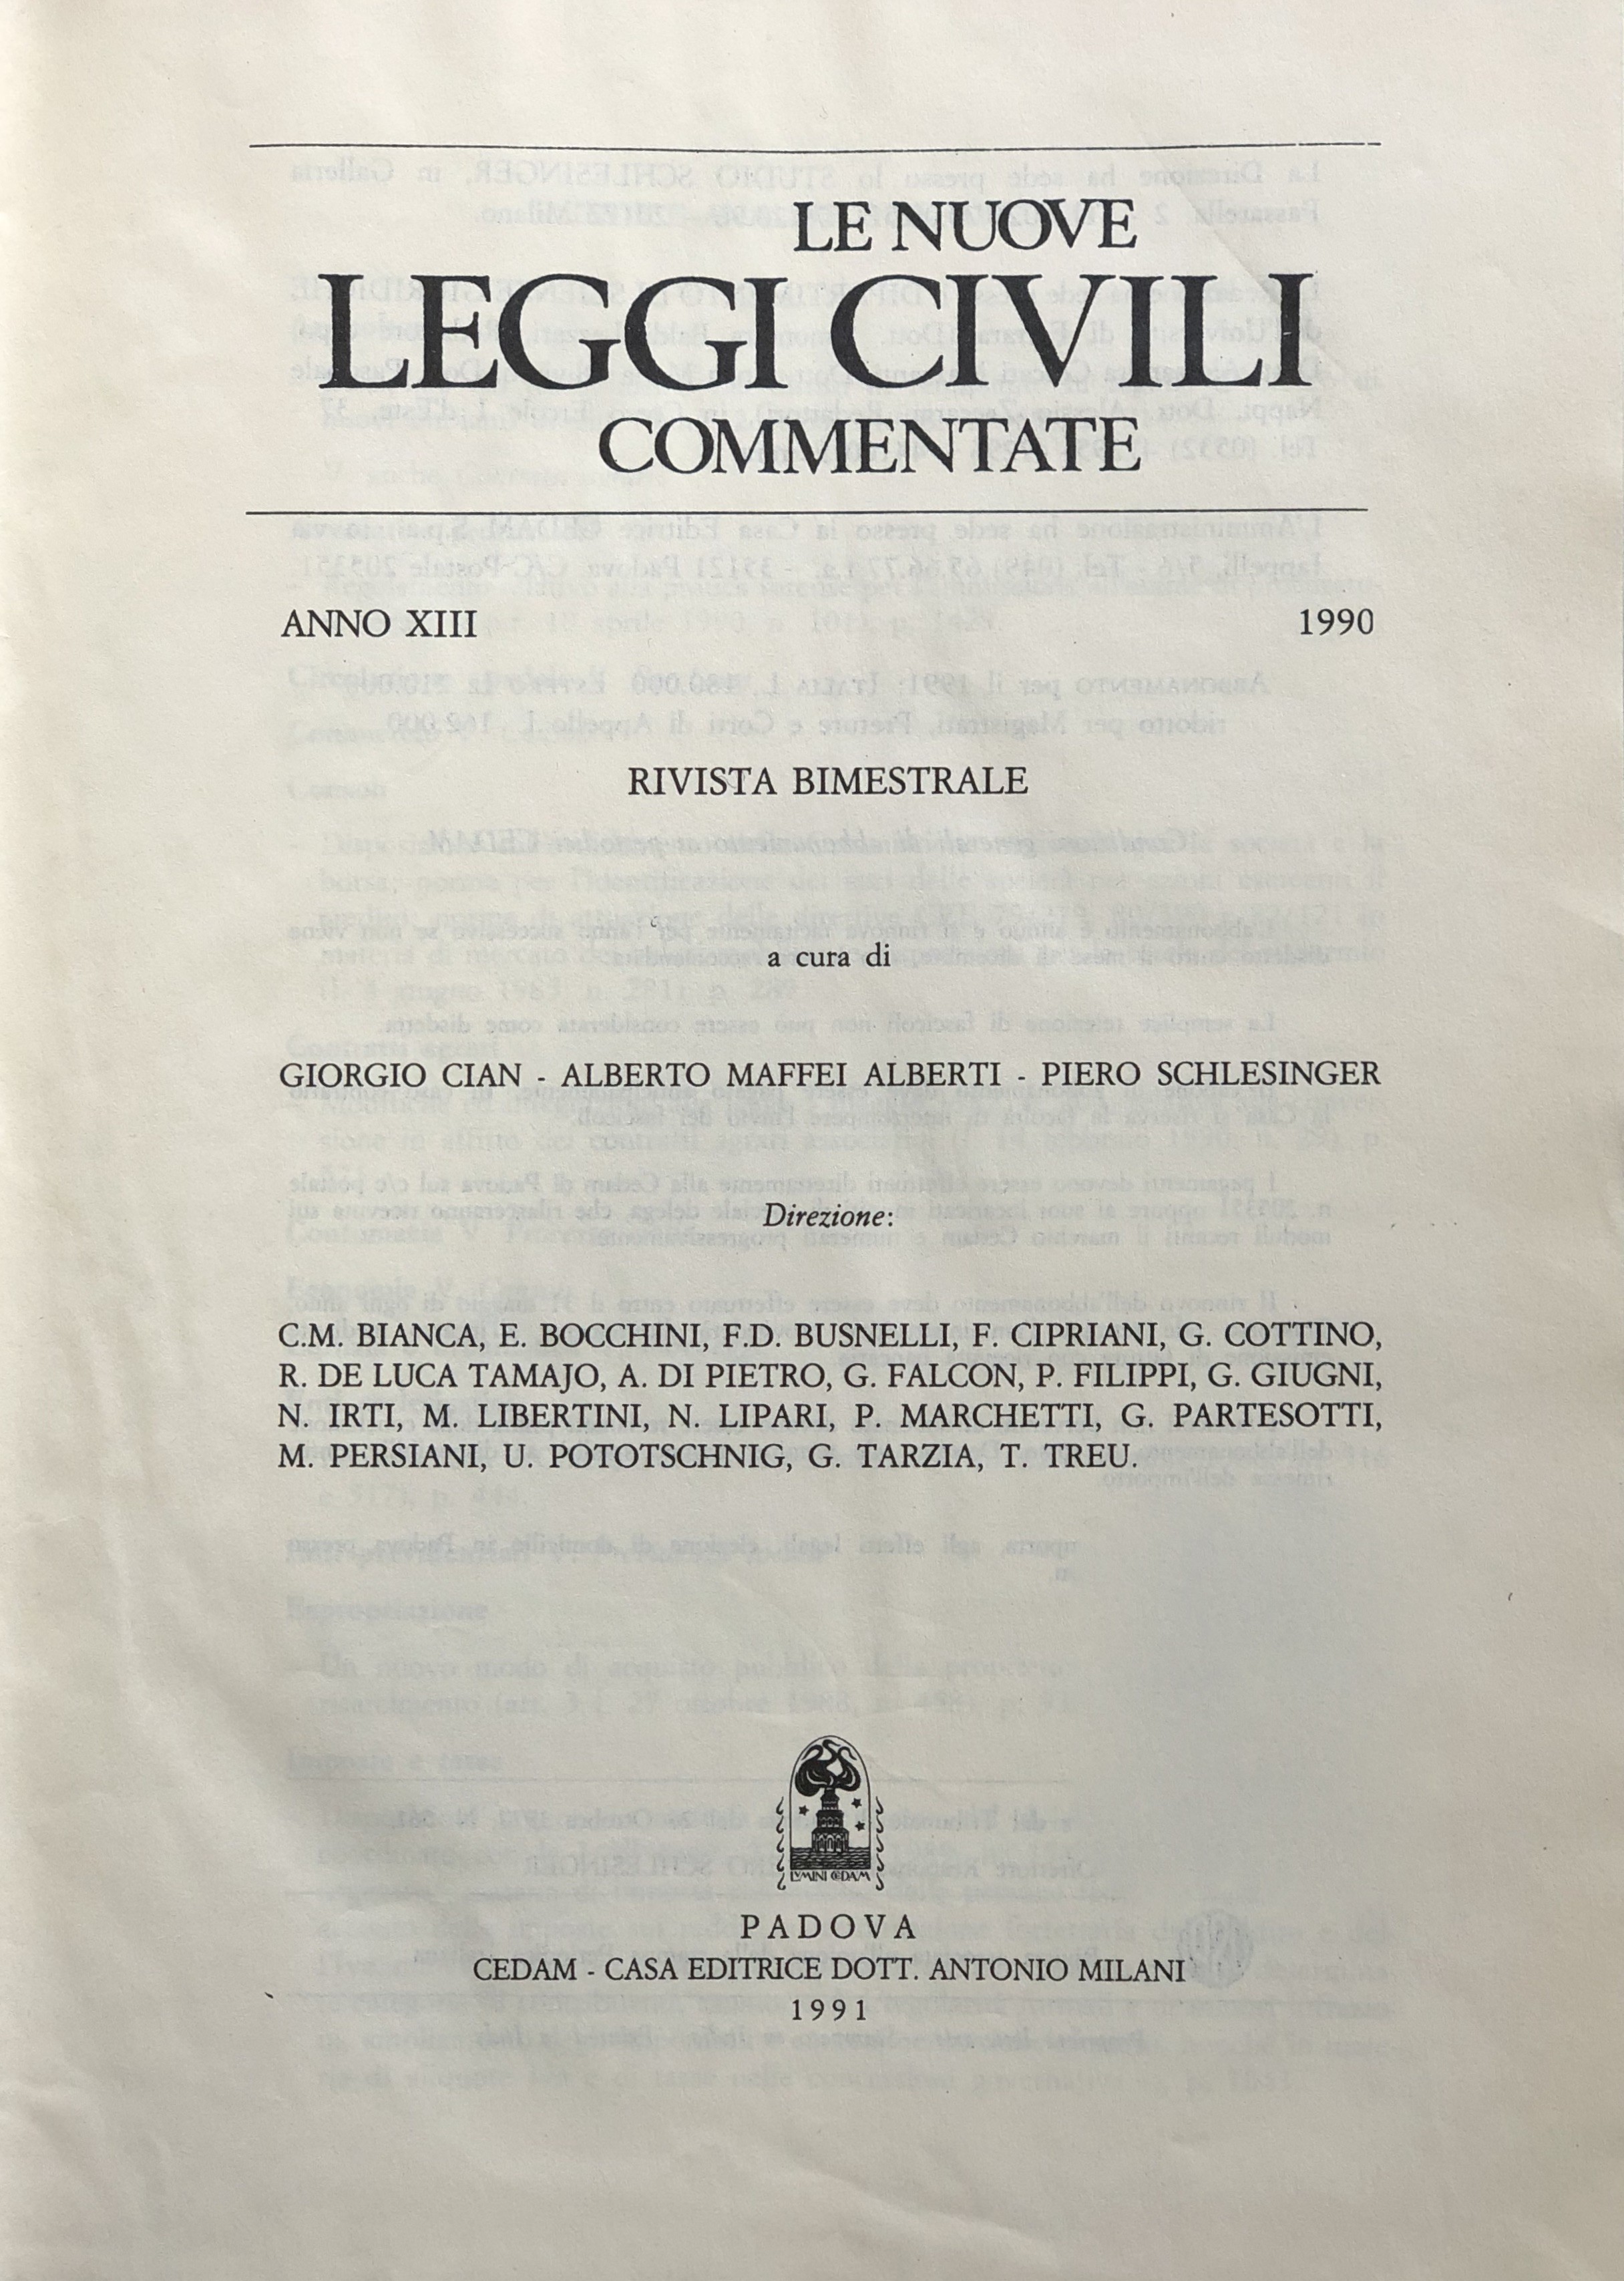 LE NUOVE
LEGGI CIVILI
COMMENTATE
ANNO XIII 1990
RIVISTA BIMESTRALE
a cura di
GIORGIO CIAN - ALBERTO MAFFEI ALBERTI - PIERO SCHLESINGER
Direzione:
C.M. BIANCA, E. BOCCHINI, F.D. BUSNELLI, F. CIPRIANI, G. COTTINO,
R. DE LUCA TAMAJO, A. DI PIETRO, G. FALCON, P. FILIPPI, G. GIUGNI,
N. IRTI, M. LIBERTINI, N. LIPARI, P. MARCHETTI, G. PARTESOTTI,
M. PERSIANI, U. POTOTSCHNIG, G. TARZIA, T. TREU.
LVMINI CEDAM
PADOVA
CEDAM - CASA EDITRICE DOTT. ANTONIO MILANI
1991